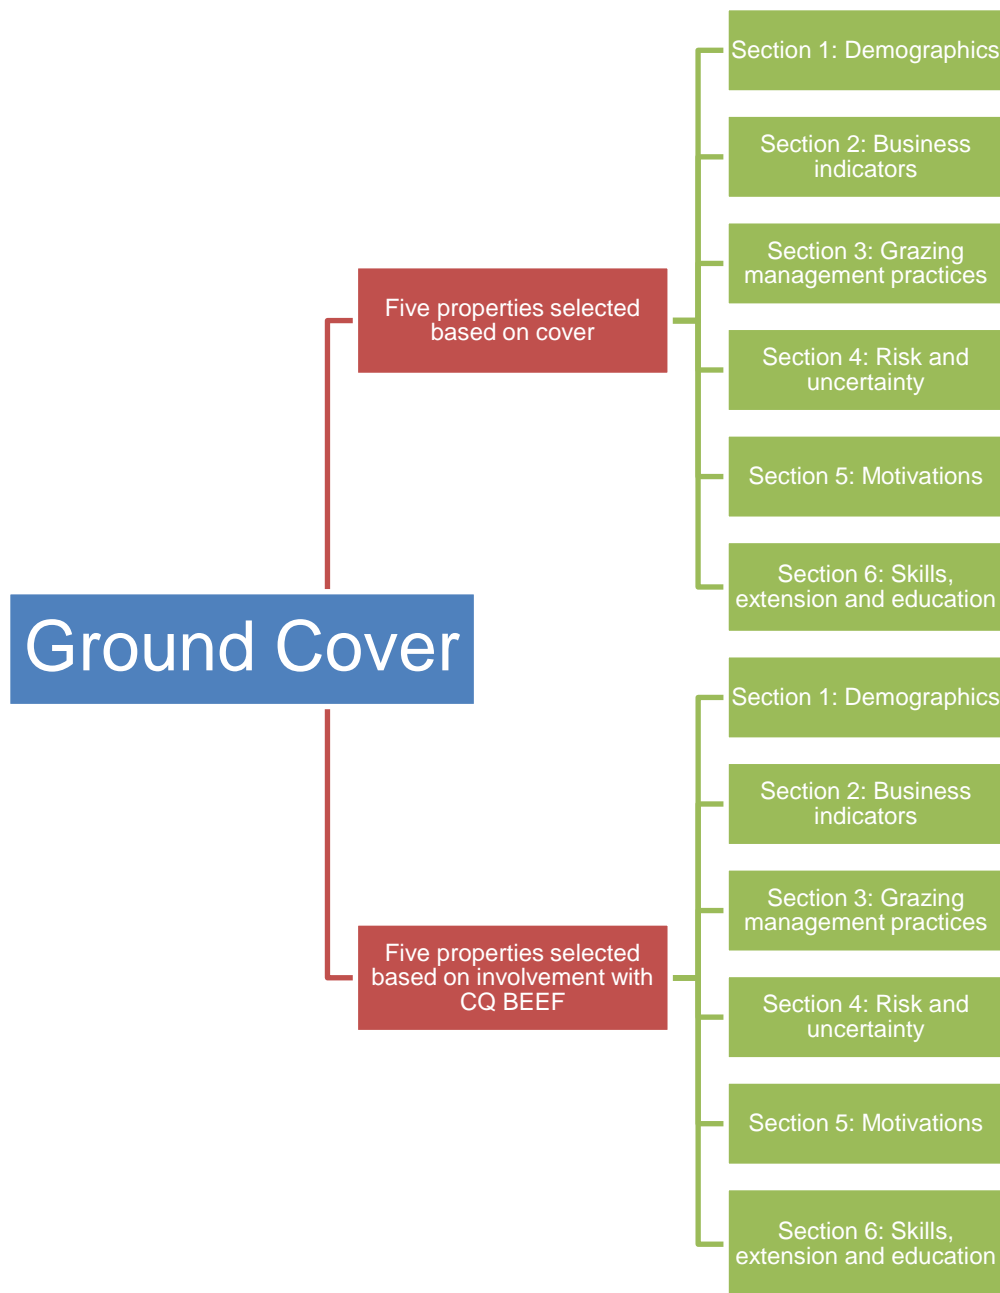 Ground Cover
Five properties selected
based on cover
Section 1: Demographics
Section 2: Business
indicators
Section 3: Grazing
management practices
Section 4: Risk and
uncertainty
Section 5: Motivations
Section 6: Skills,
extension and education
Five properties selected
based on involvement with
CQ BEEF
Section 1: Demographics
Section 2: Business
indicators
Section 3: Grazing
management practices
Section 4: Risk and
uncertainty
Section 5: Motivations
Section 6: Skills,
extension and education